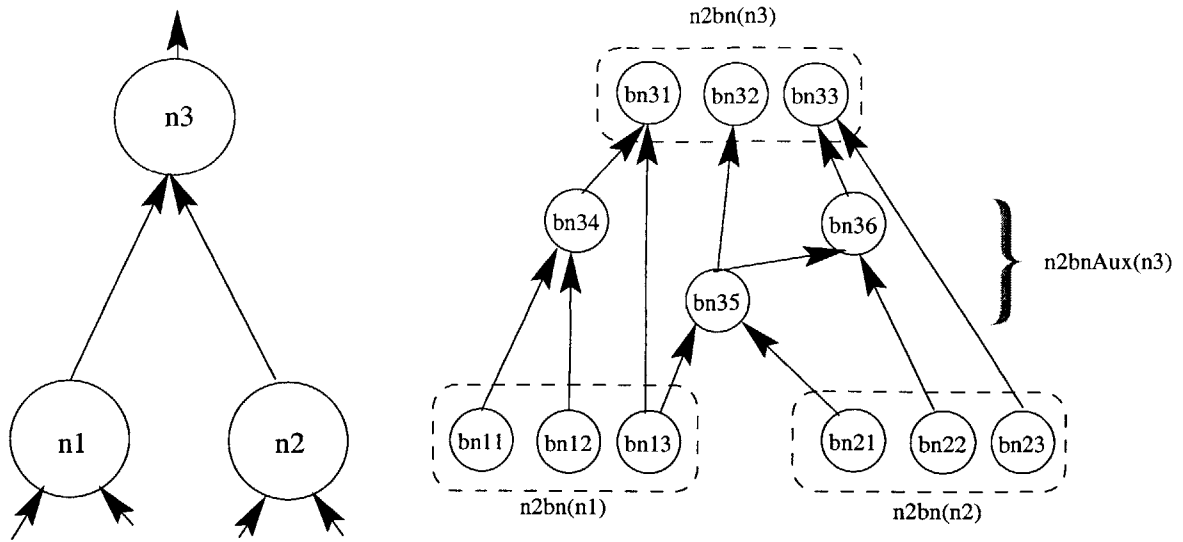 n2bn(n3)
n3
bn31 bn32 bn33
bn34 bn36
n2bnAux(n3)
bn35
n1 n2
bn11 bn12 bn13 bn21 bn22 bn23
n2bn(n1) n2bn(n2)